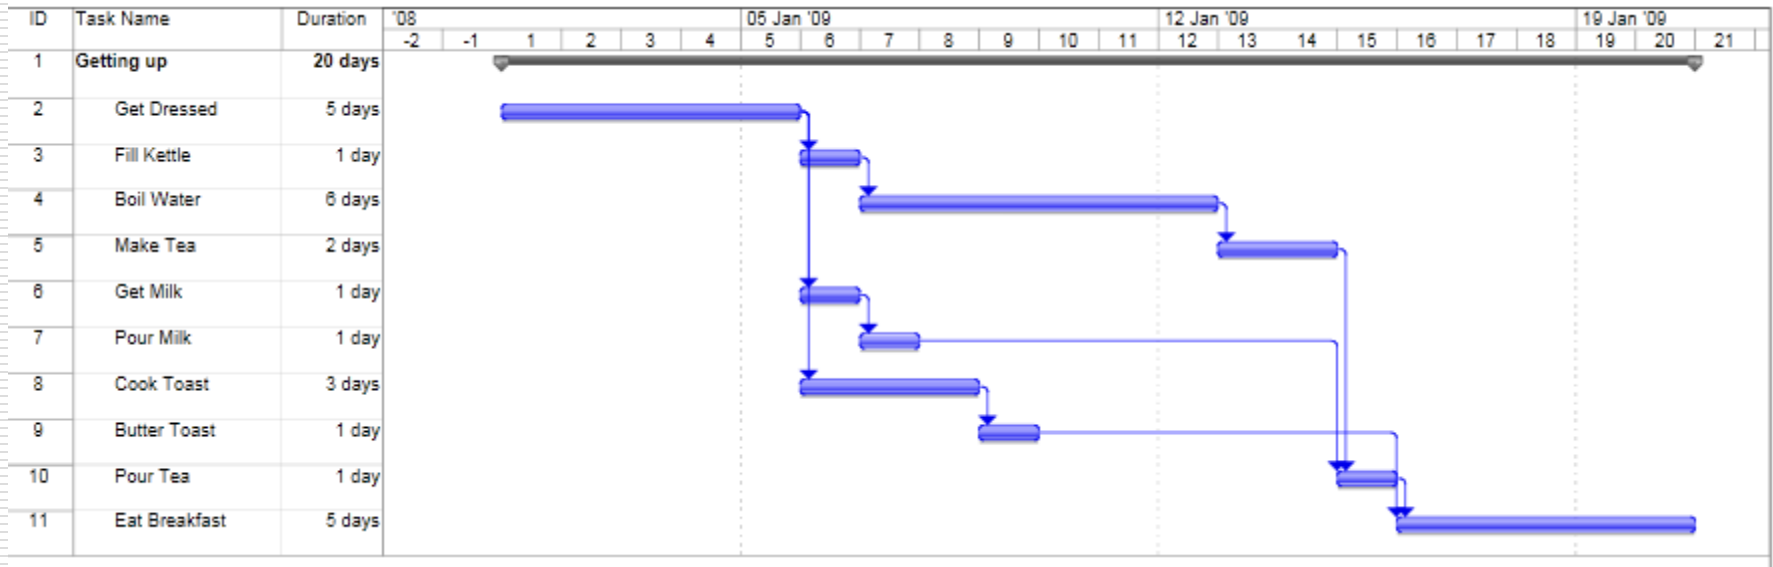 ID Task Name Duration '08 05 Jan '09 12 Jan '09 19 Jan '09
-2 -1 1 2 3 4 5 6 7 8 9 10 11 12 13 14 15 16 17 18 19 20 21
1 Getting up 20 days
2 Get Dressed 5 days
3 Fill Kettle 1 day
4 Boil Water 6 days
5 Make Tea 2 days
6 Get Milk 1 day
7 Pour Milk 1 day
8 Cook Toast 3 days
9 Butter Toast 1 day
10 Pour Tea 1 day
11 Eat Breakfast 5 days